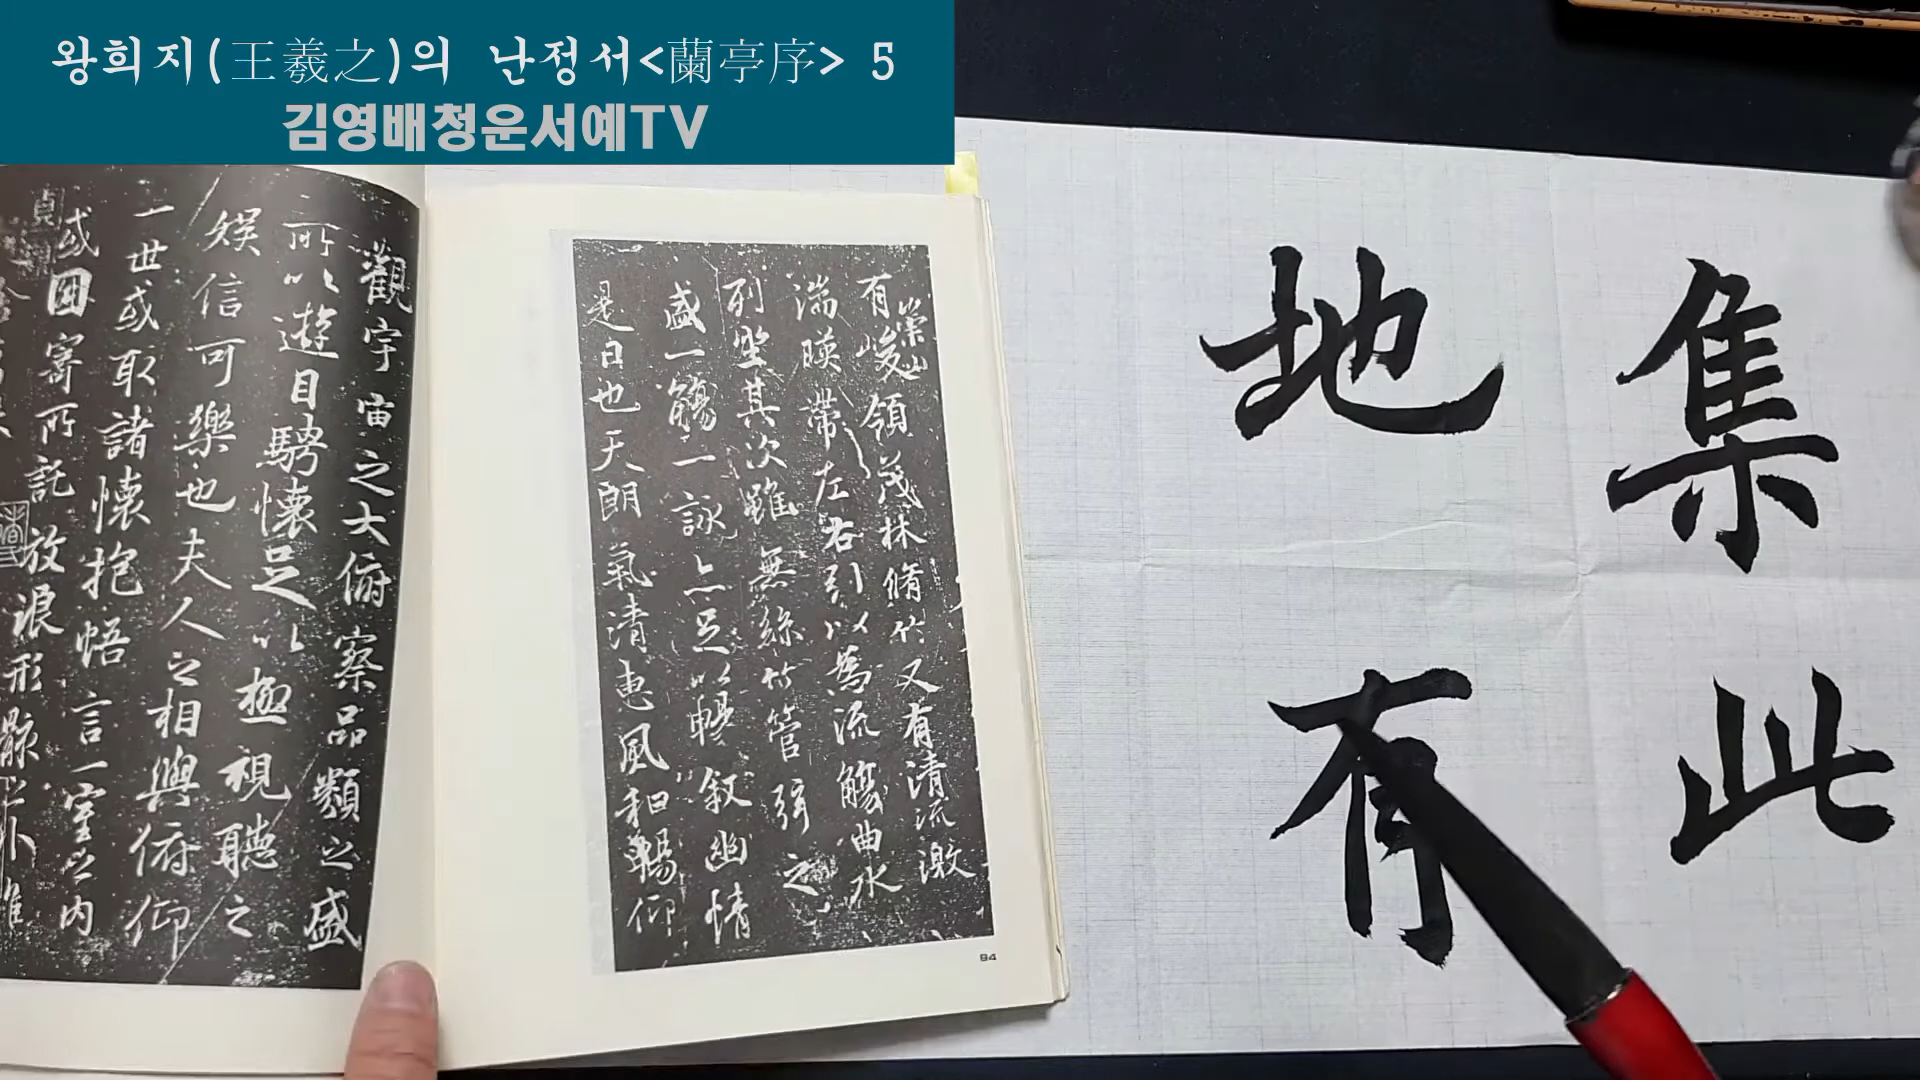 왕희지(王羲之)의 난정서<蘭亭序> 5
김영배청운서예TV
崇山
有峻領茂林脩竹又有清流激
湍暎帶左右引以為流觴曲水
列坐其次雖無絲竹管弦之
盛一觴一詠亦足以暢敘幽情
是日也天朗氣清惠風和暢仰
94
觀宇宙之大俯察品類之盛
所以遊目騁懷足以極視聽之
娛信可樂也夫人之相與俯仰
一世或取諸懷抱悟言一室之內
或因寄所託放浪形骸之外雖
集此
地有